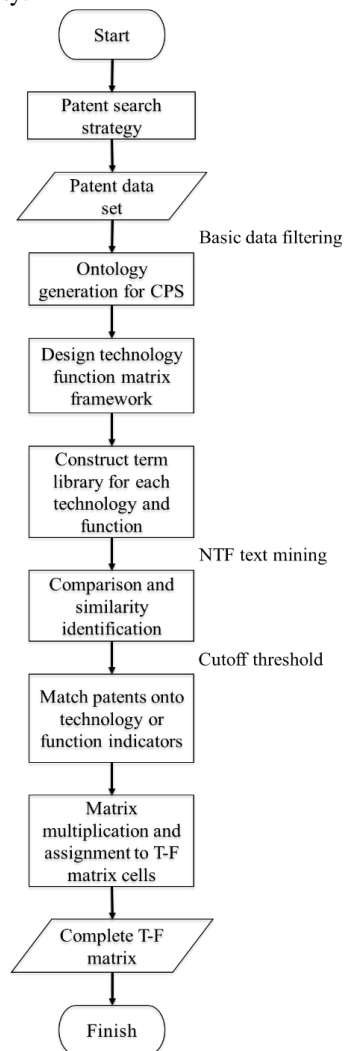 Start
Patent search
strategy
Patent data
set
Basic data filtering
Ontology
generation for CPS
Design technology
function matrix
framework
Construct term
library for each
technology and
function
NTF text mining
Comparison and
similarity
identification
Cutoff threshold
Match patents onto
technology or
function indicators
Matrix
multiplication and
assignment to T-F
matrix cells
Complete T-F
matrix
Finish